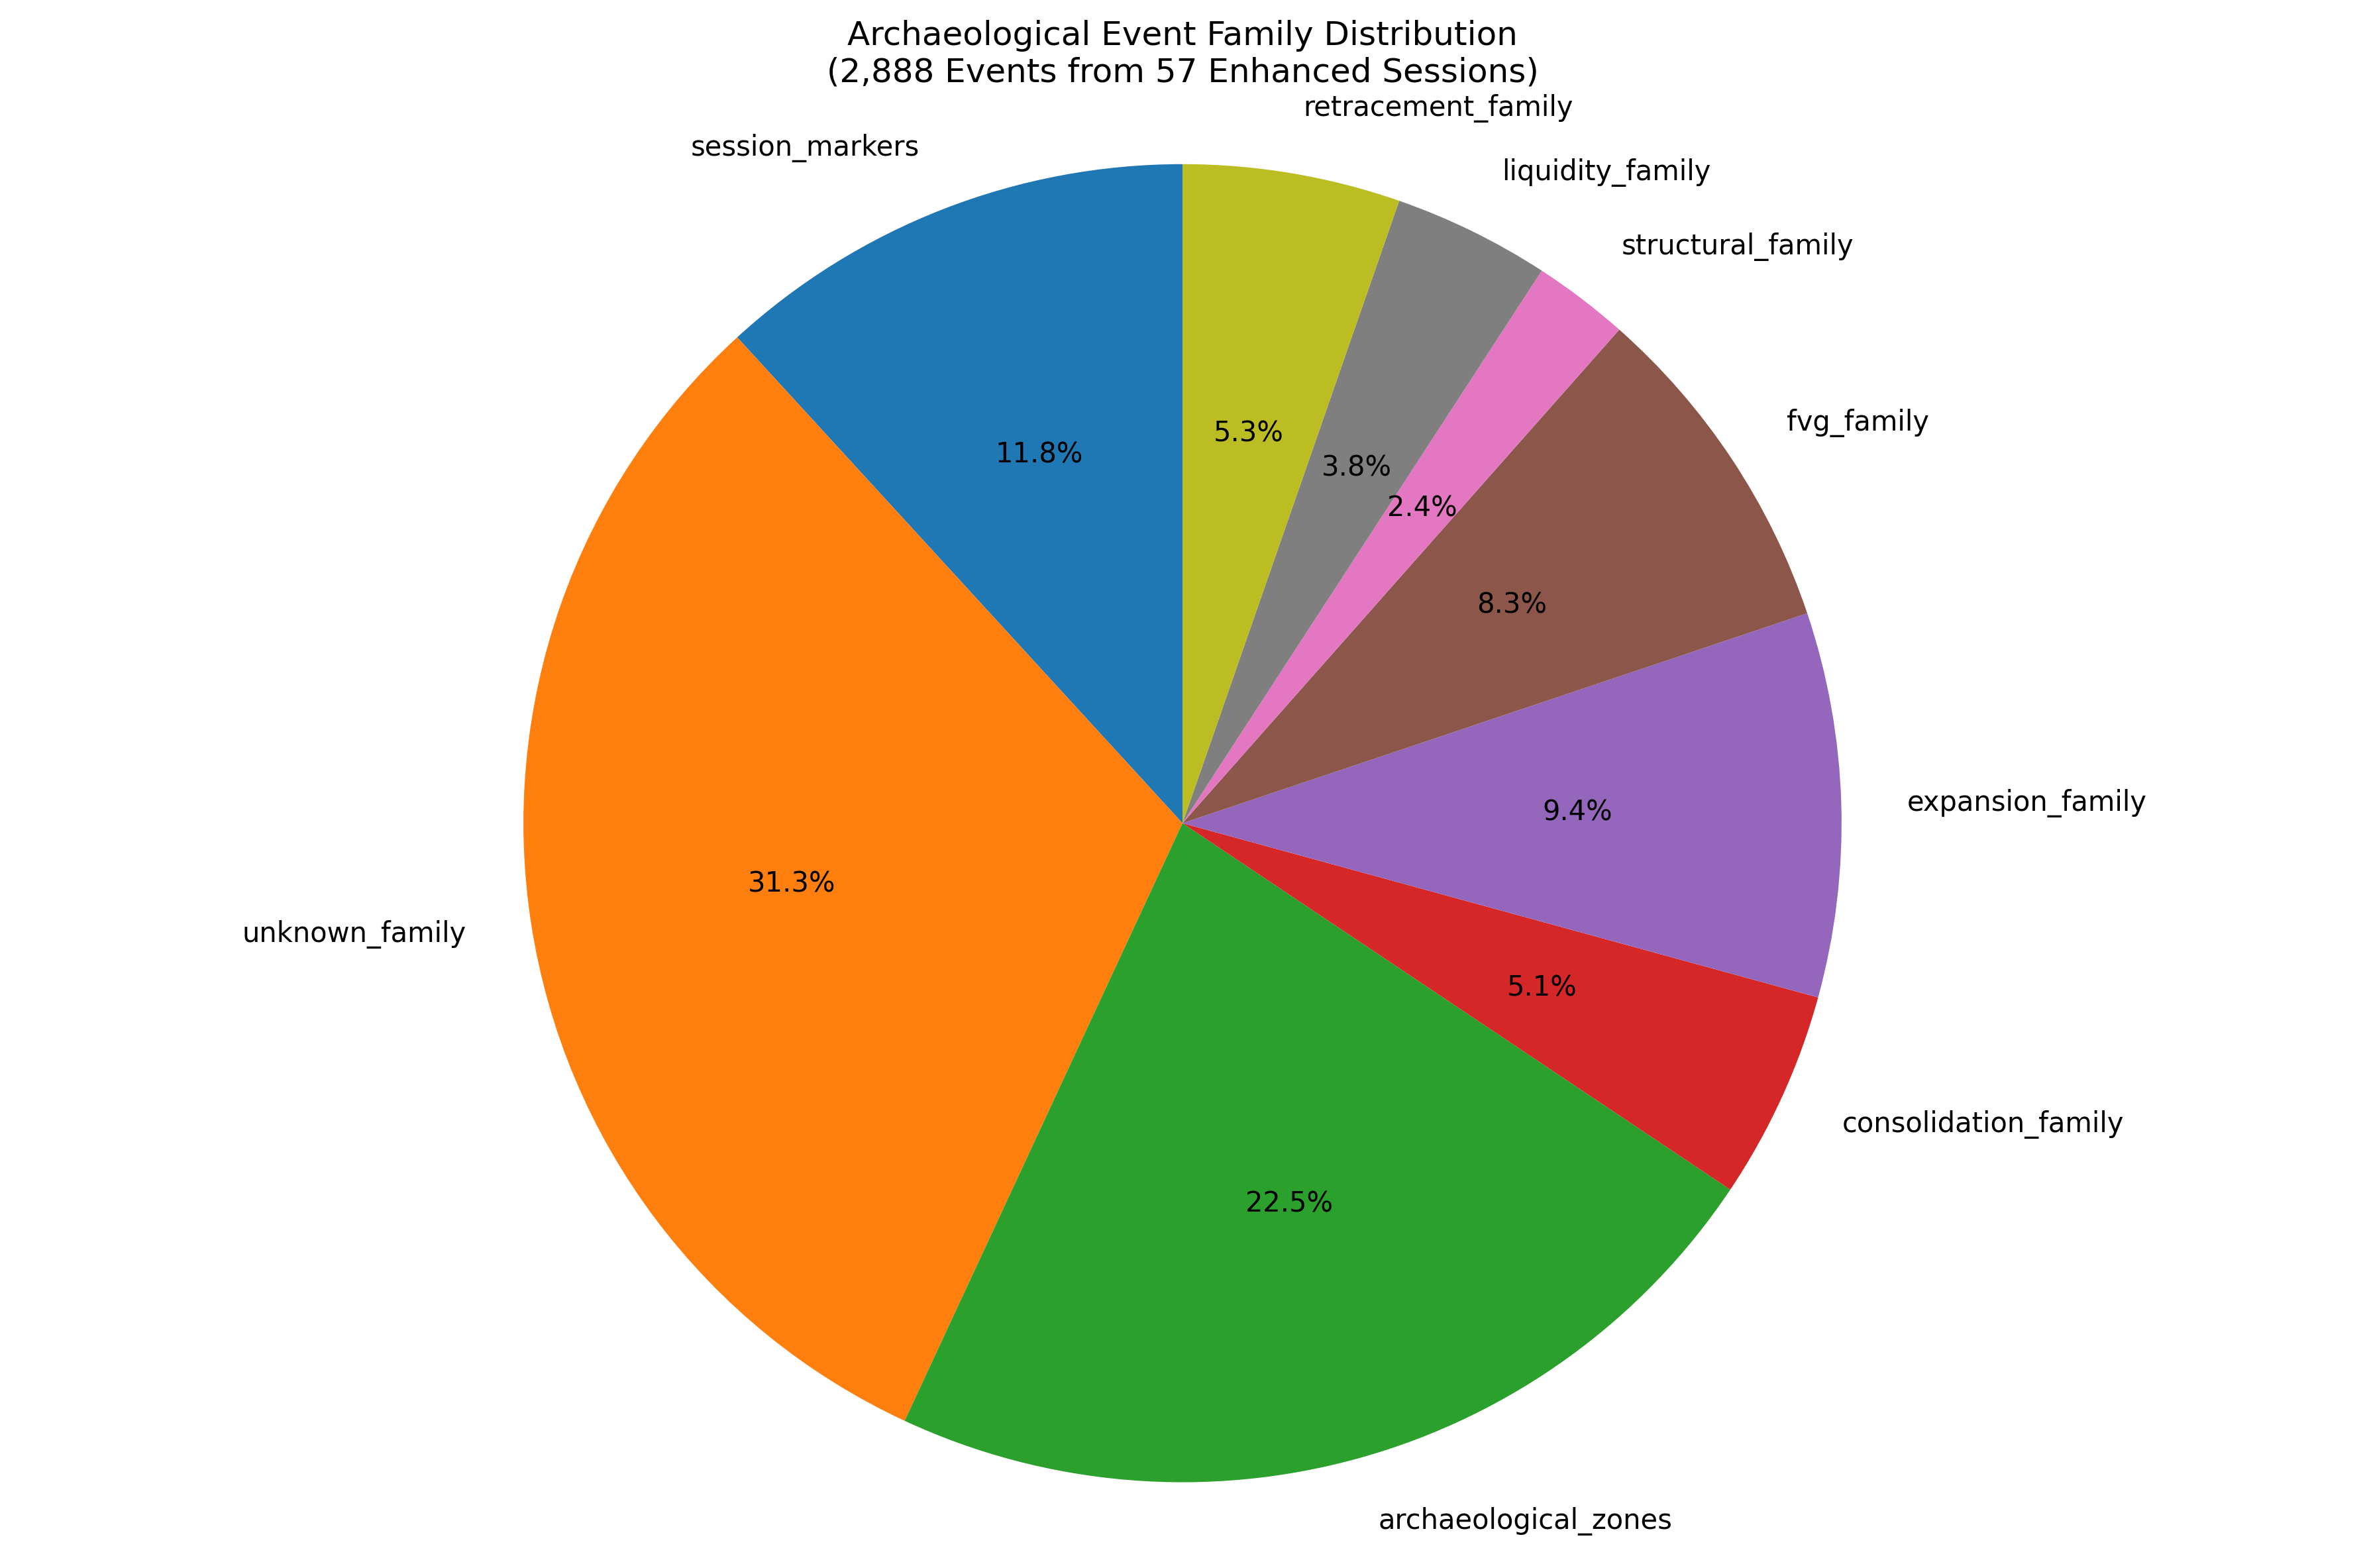 Archaeological Event Family Distribution
(2,888 Events from 57 Enhanced Sessions)
retracement_family
session_markers
liquidity_family
structural_family
fvg_family
5.3%
11.8%
3.8%
2.4%
8.3%
expansion_family
9.4%
31.3%
unknown_family
5.1%
consolidation_family
22.5%
archaeological_zones